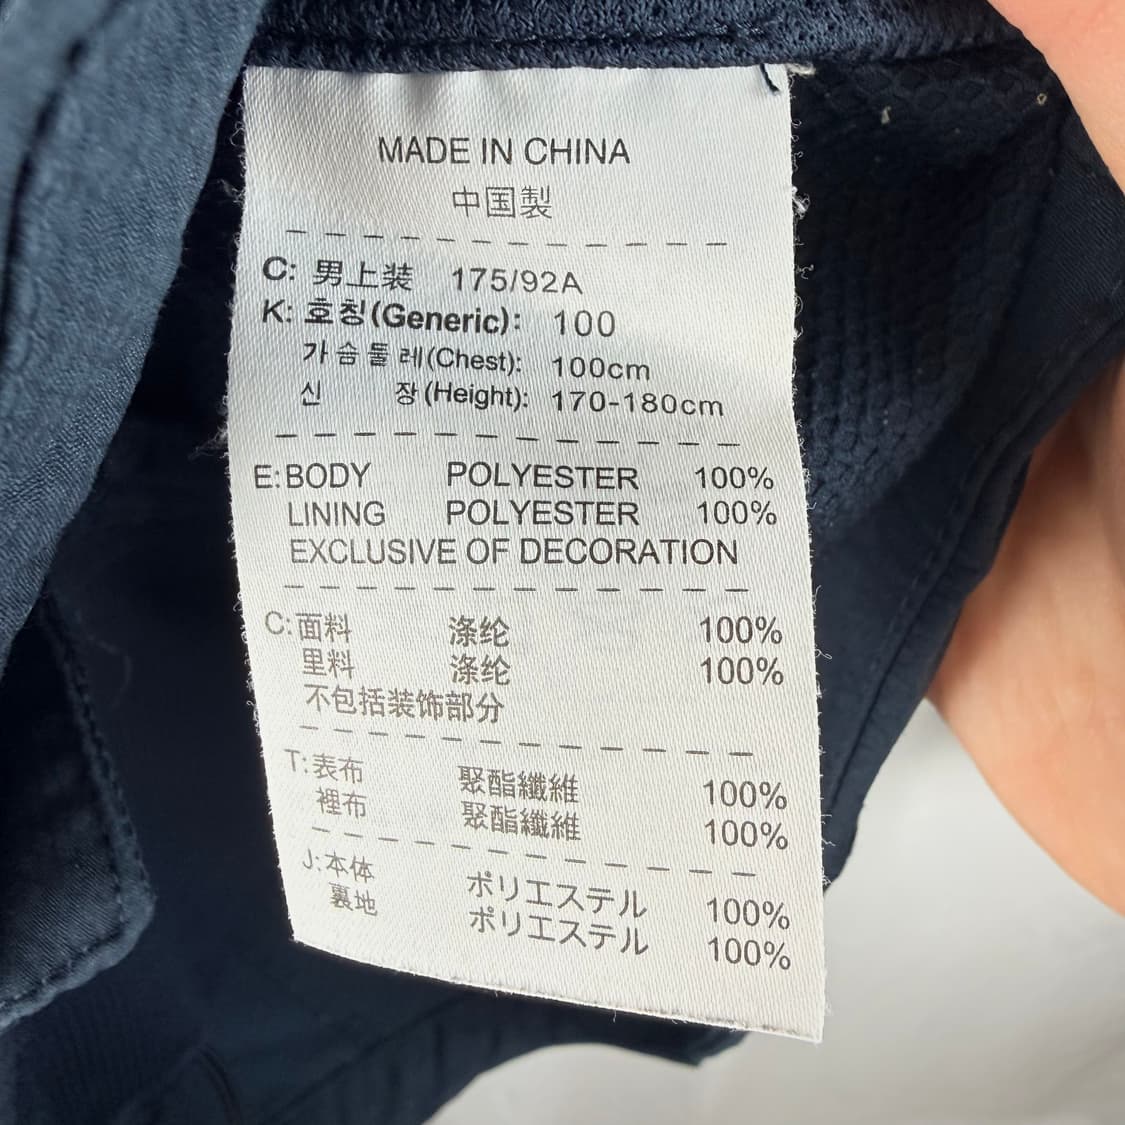 MADE IN CHINA
中国製
C: 男上装 175/92A
K: 호칭(Generic): 100
가슴둘레(Chest): 100cm
신 장(Height): 170-180cm
E: BODY POLYESTER 100%
LINING POLYESTER 100%
EXCLUSIVE OF DECORATION
C: 面料 涤纶 100%
里料 涤纶 100%
不包括装饰部分
T: 表布 聚酯纖維 100%
裡布 聚酯纖維 100%
J: 本体 ポリエステル 100%
裏地 ポリエステル 100%